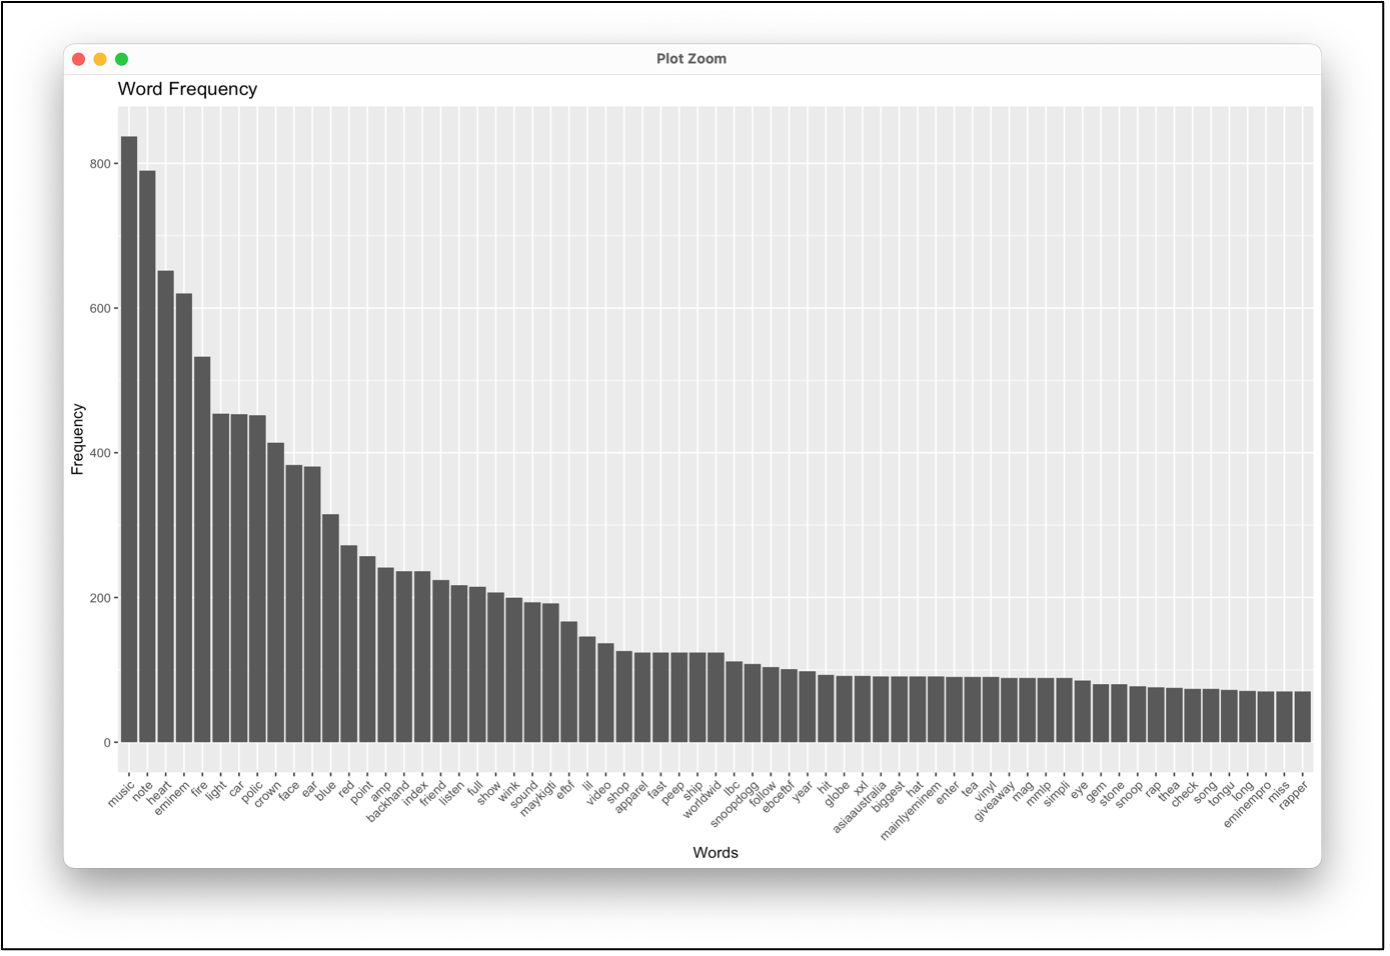 Plot Zoom
Word Frequency
800
600
400
200
0
Frequency
music
note
heart
eminem
fire
light
car
polic
crown
face
ear
blue
red
point
amp
backhand
index
friend
listen
full
show
wink
sound
maykigti
efbf
lil
video
shop
apparel
fast
peep
ship
worldwid
lbc
snoopdogg
follow
ebcefbf
year
hit
globe
xxl
asiaaustralia
biggest
hat
mainlyeminem
enter
tea
vinyl
giveaway
mag
mmlp
simpli
eye
gem
stone
snoop
rap
thea
check
song
tongu
long
eminempro
miss
rapper
Words